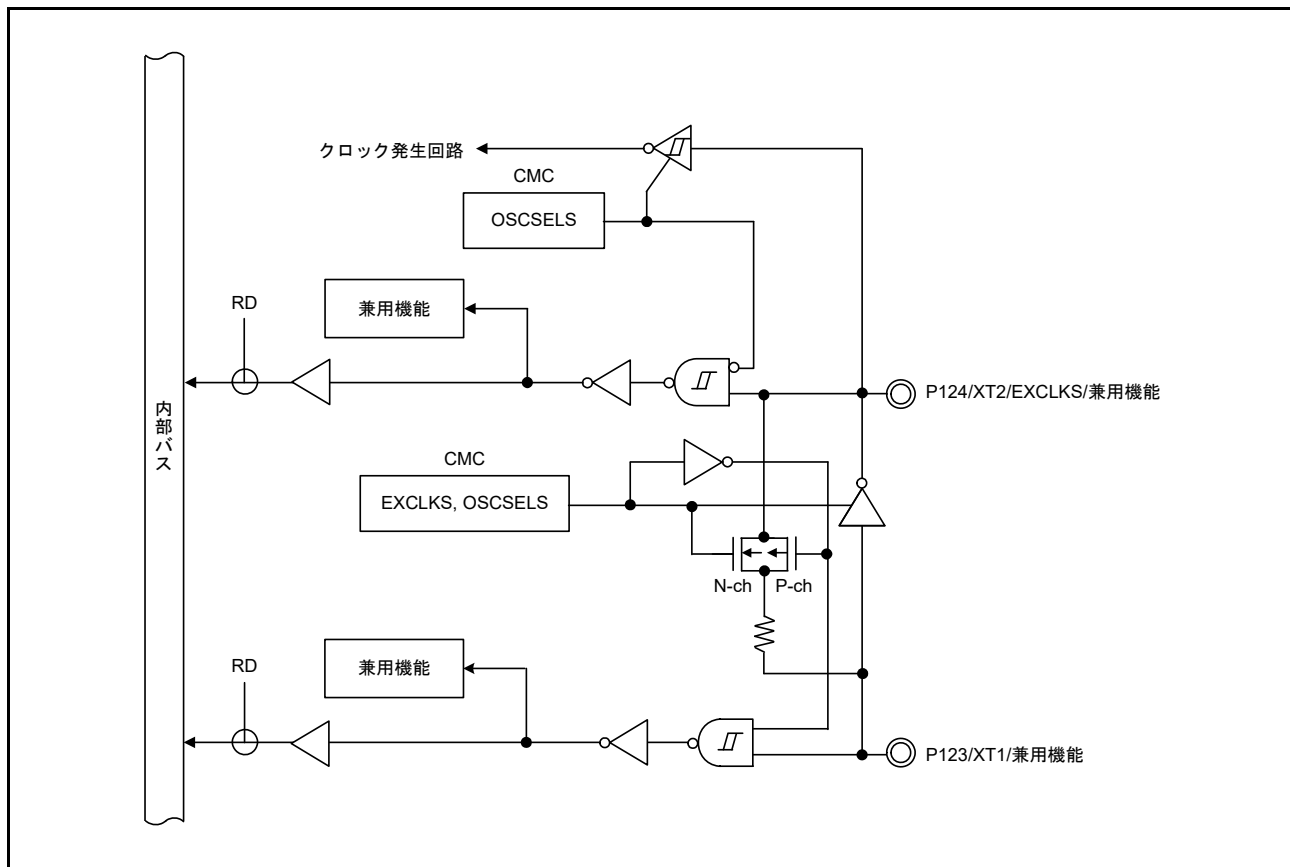 クロック発生回路
CMC
OSCSELS
RD
兼用機能
P124/XT2/EXCLKS/兼用機能
内部バス
CMC
EXCLKS, OSCSELS
N-ch
P-ch
RD
兼用機能
P123/XT1/兼用機能